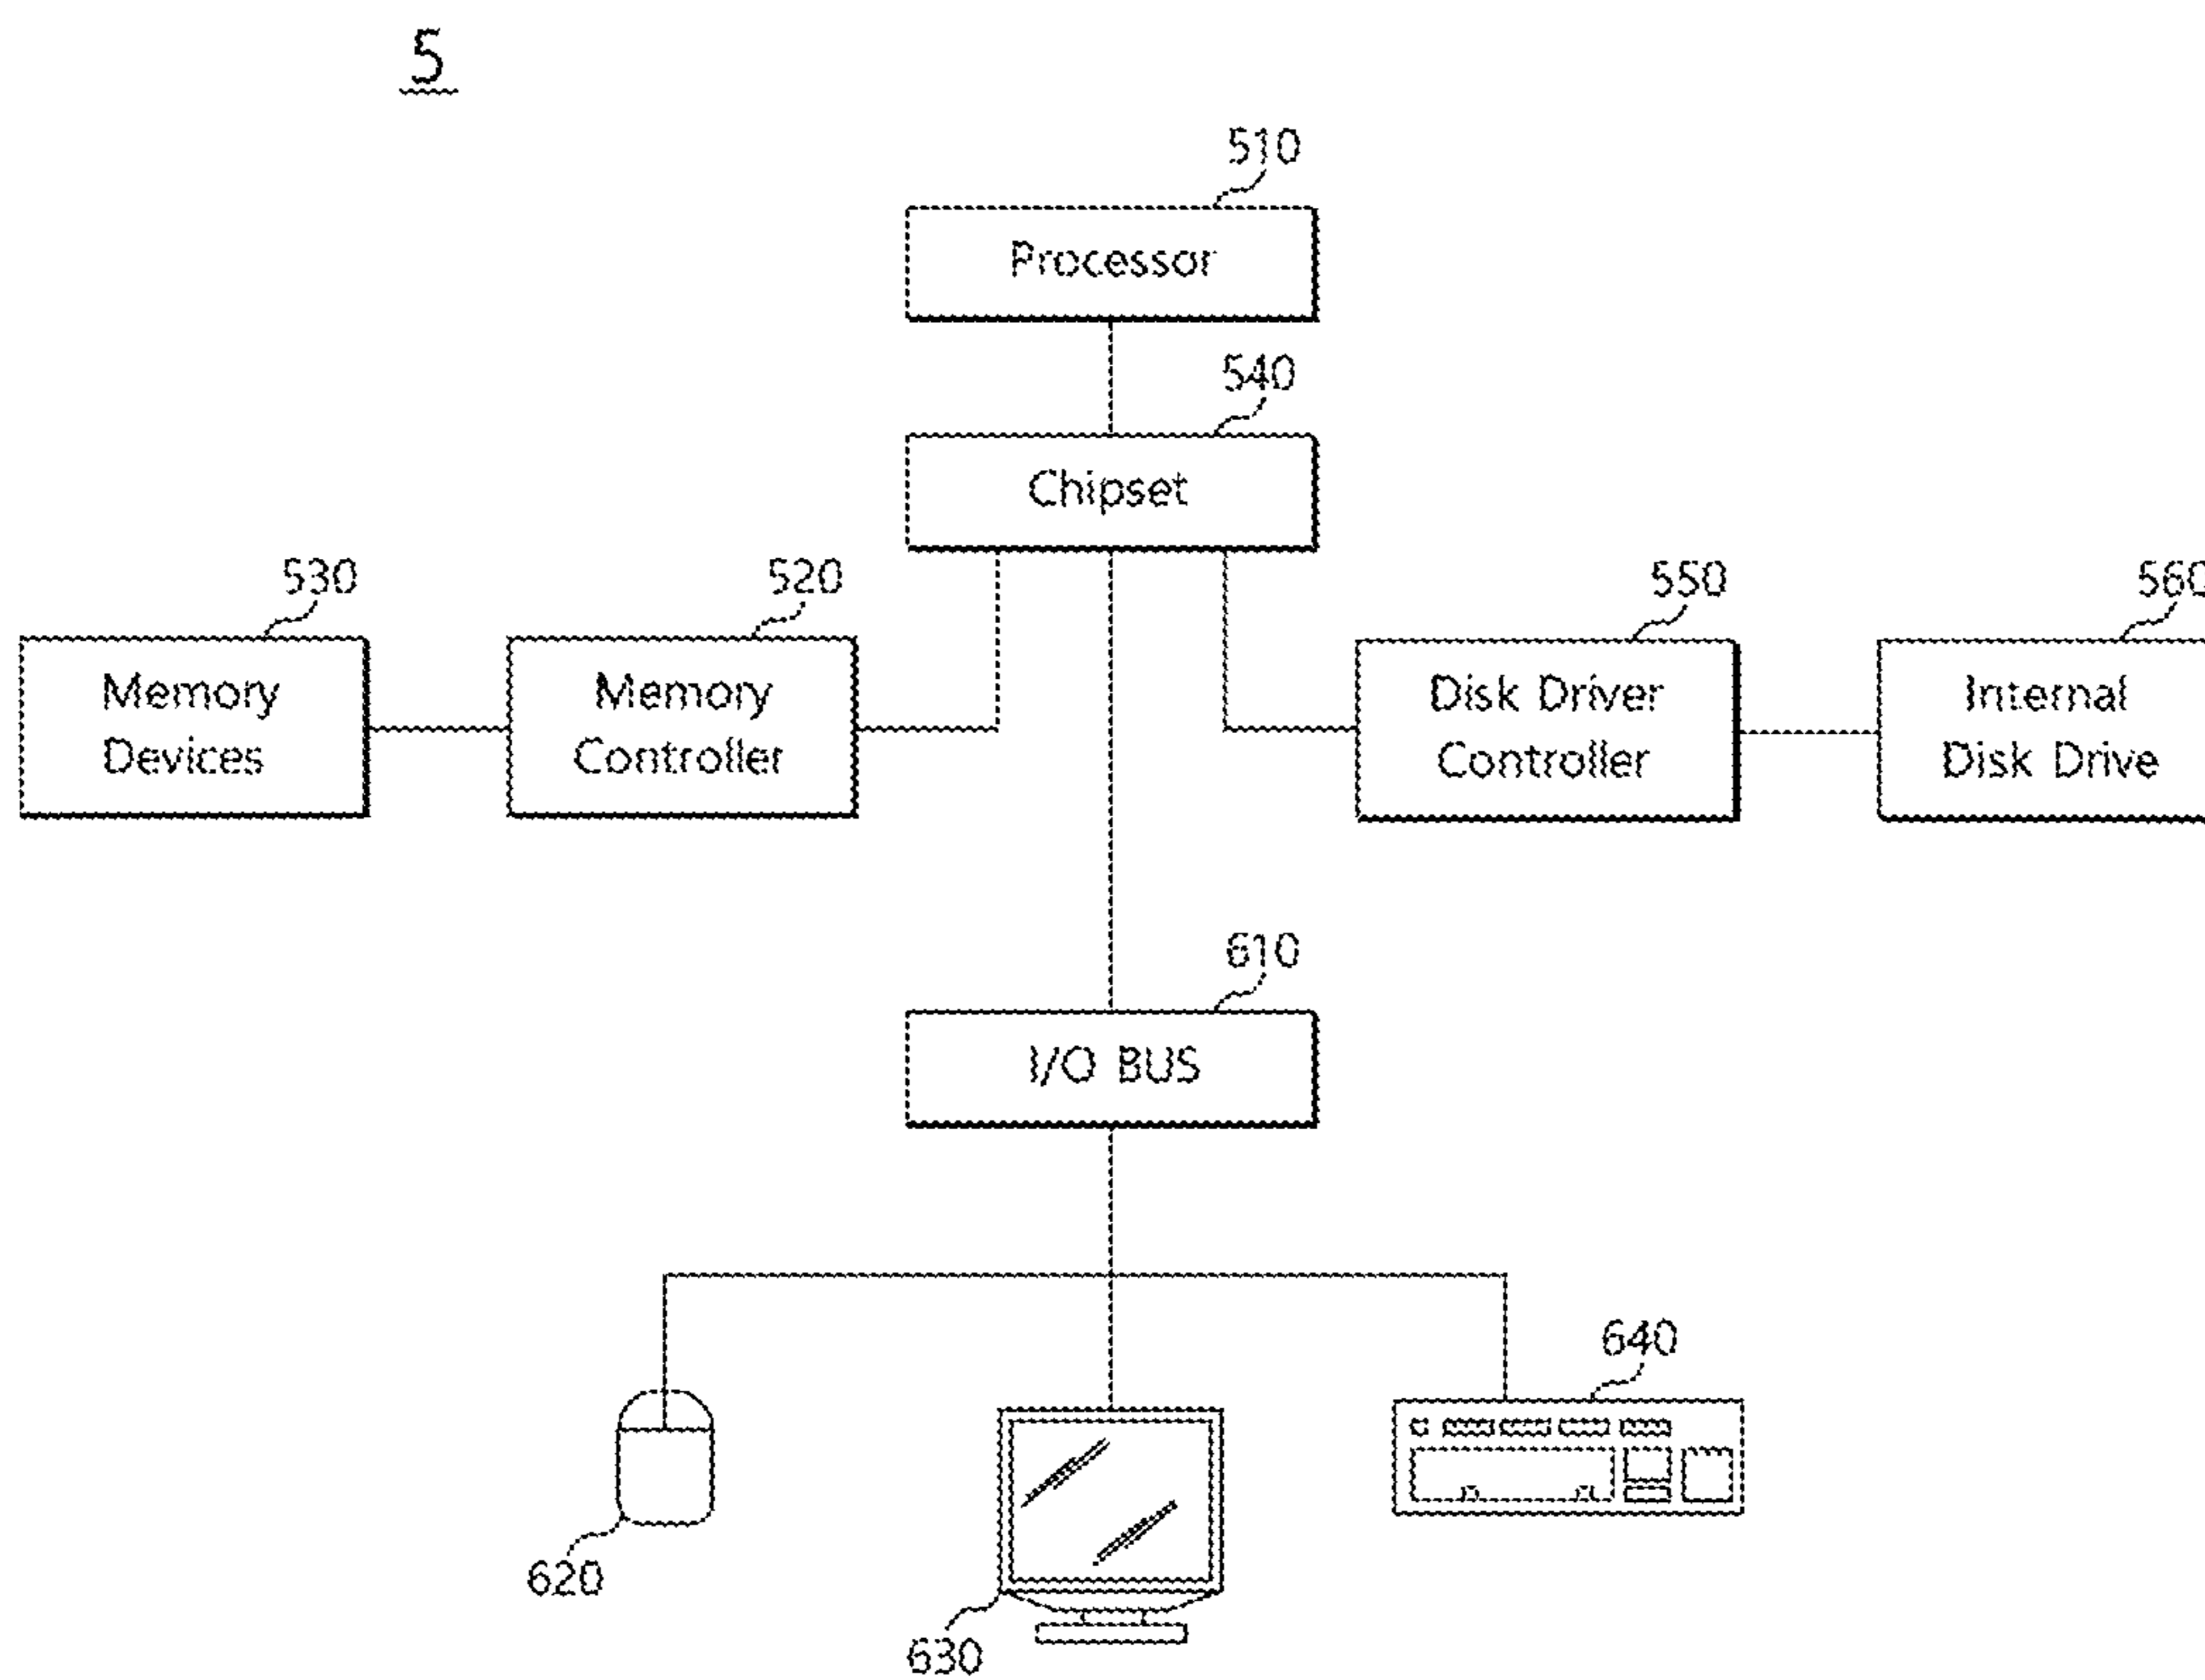 5
510
Processor
540
Chipset
530
520
550
560
Memory
Devices
Memory
Controller
Disk Driver
Controller
Internal
Disk Drive
610
I/O BUS
640
620
630